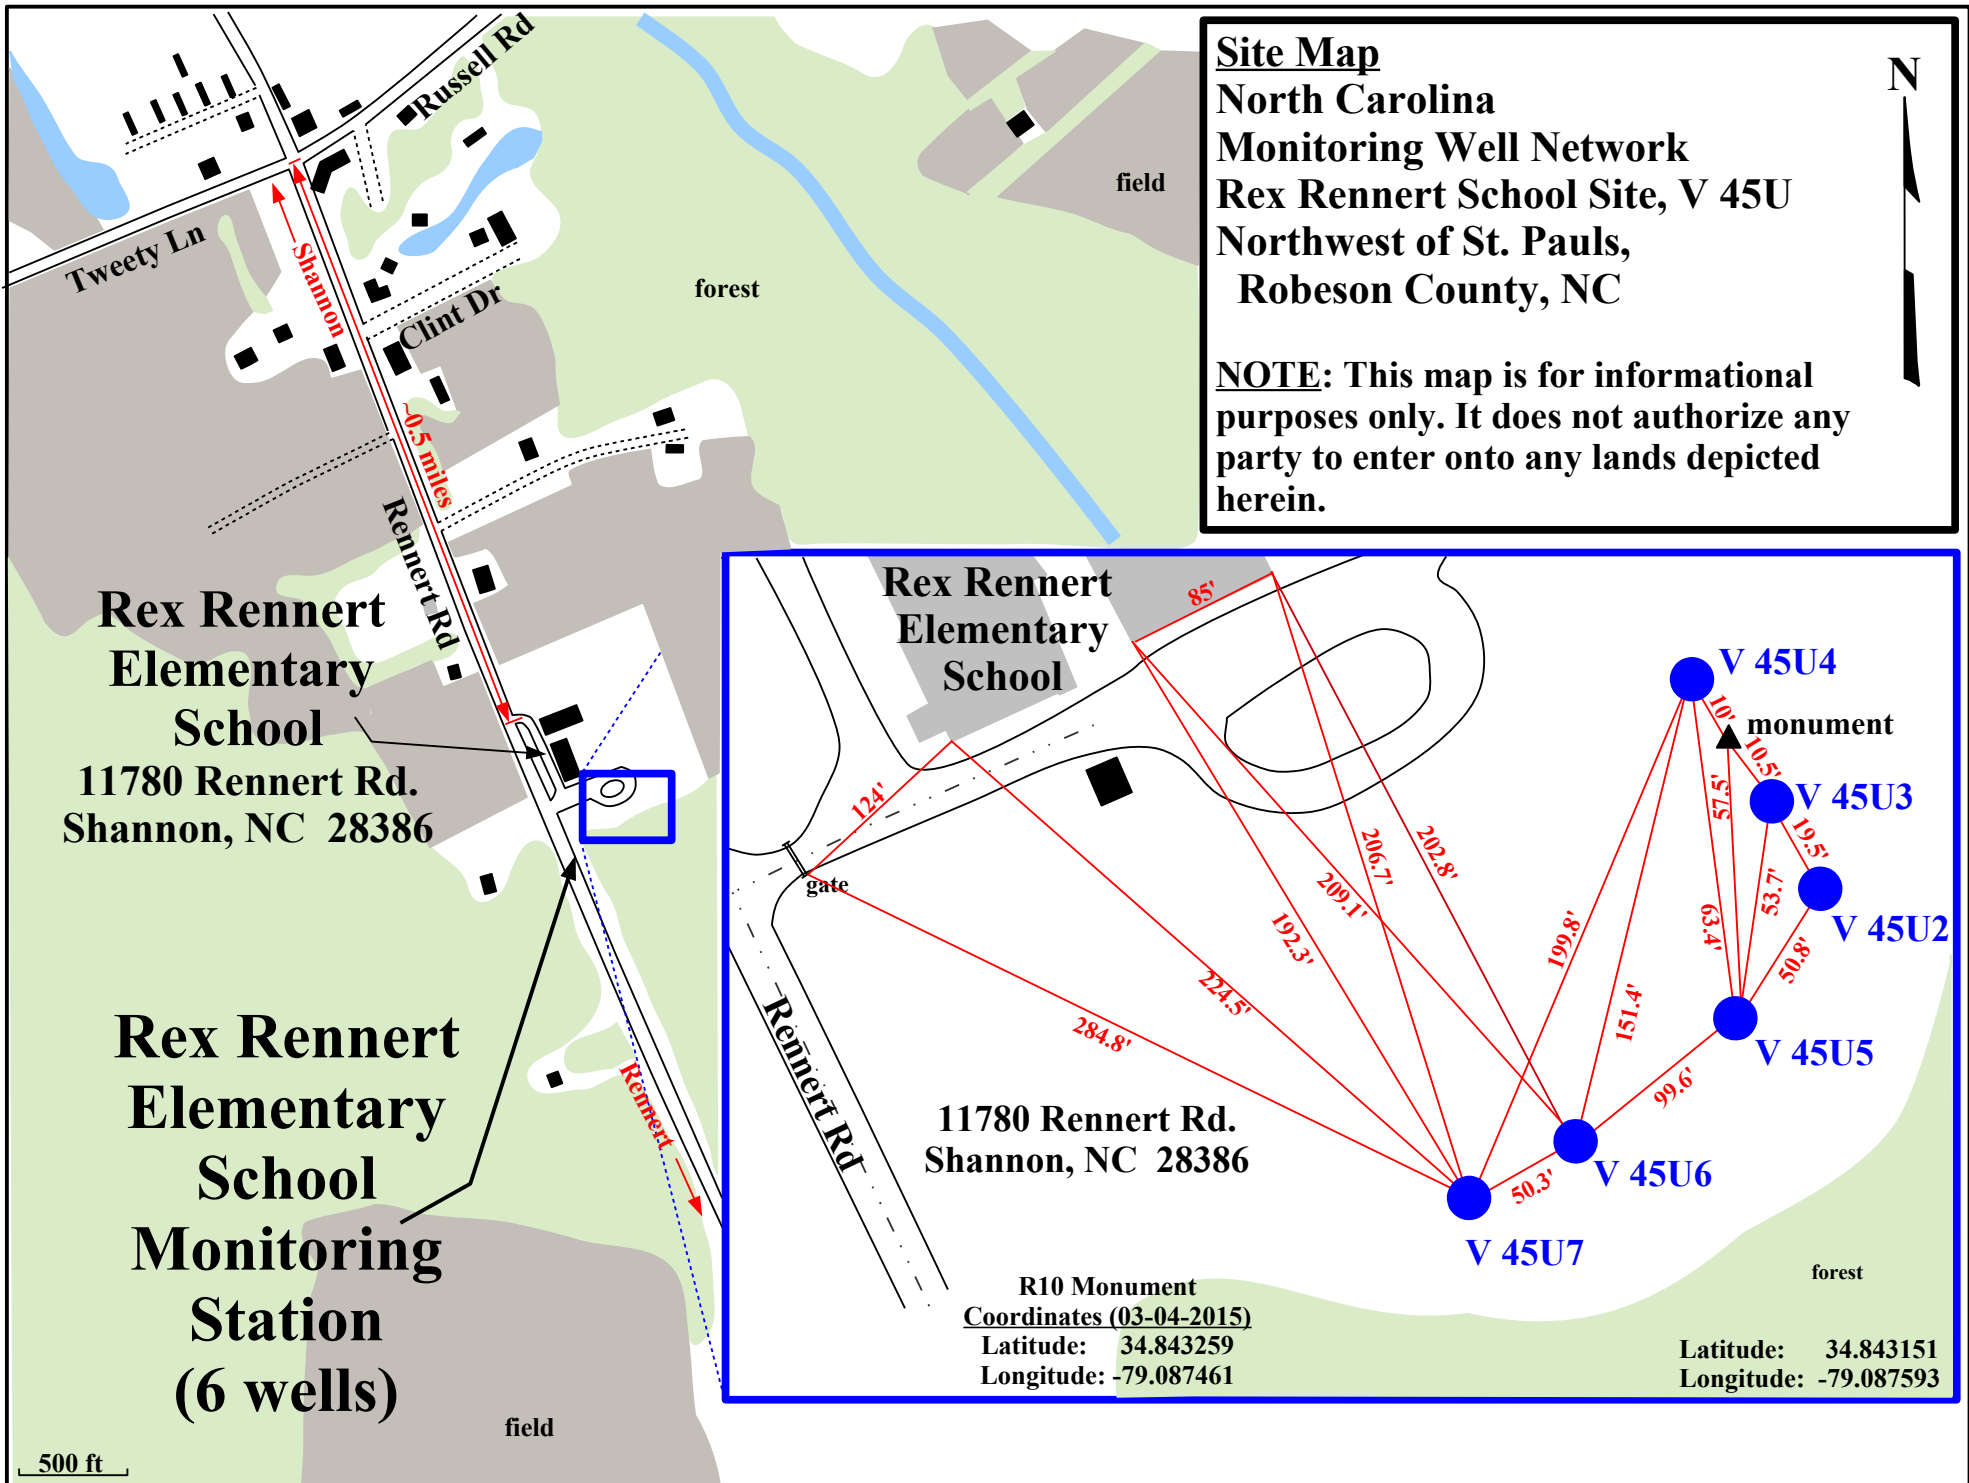 Site Map
North Carolina
Monitoring Well Network
Rex Rennert School Site, V 45U
Northwest of St. Pauls,
Robeson County, NC
NOTE: This map is for informational
purposes only. It does not authorize any
party to enter onto any lands depicted
herein.
N
Russell Rd
Tweety Ln
Shannon
Clint Dr
~0.5 miles
Rennert Rd
forest
field
Rex Rennert
Elementary
School
11780 Rennert Rd.
Shannon, NC 28386
Rex Rennert
Elementary
School
Monitoring
Station
(6 wells)
Rennert
field
500 ft
Rex Rennert
Elementary
School
85'
124'
gate
Rennert Rd
284.8'
224.5'
192.3'
206.7'
209.1'
202.8'
199.8'
151.4'
63.4'
57.5'
53.7'
50.8'
99.6'
50.3'
10'
10.5'
19.5'
V 45U4
monument
V 45U3
V 45U2
V 45U5
V 45U6
V 45U7
11780 Rennert Rd.
Shannon, NC 28386
R10 Monument
Coordinates (03-04-2015)
Latitude: 34.843259
Longitude: -79.087461
forest
Latitude: 34.843151
Longitude: -79.087593